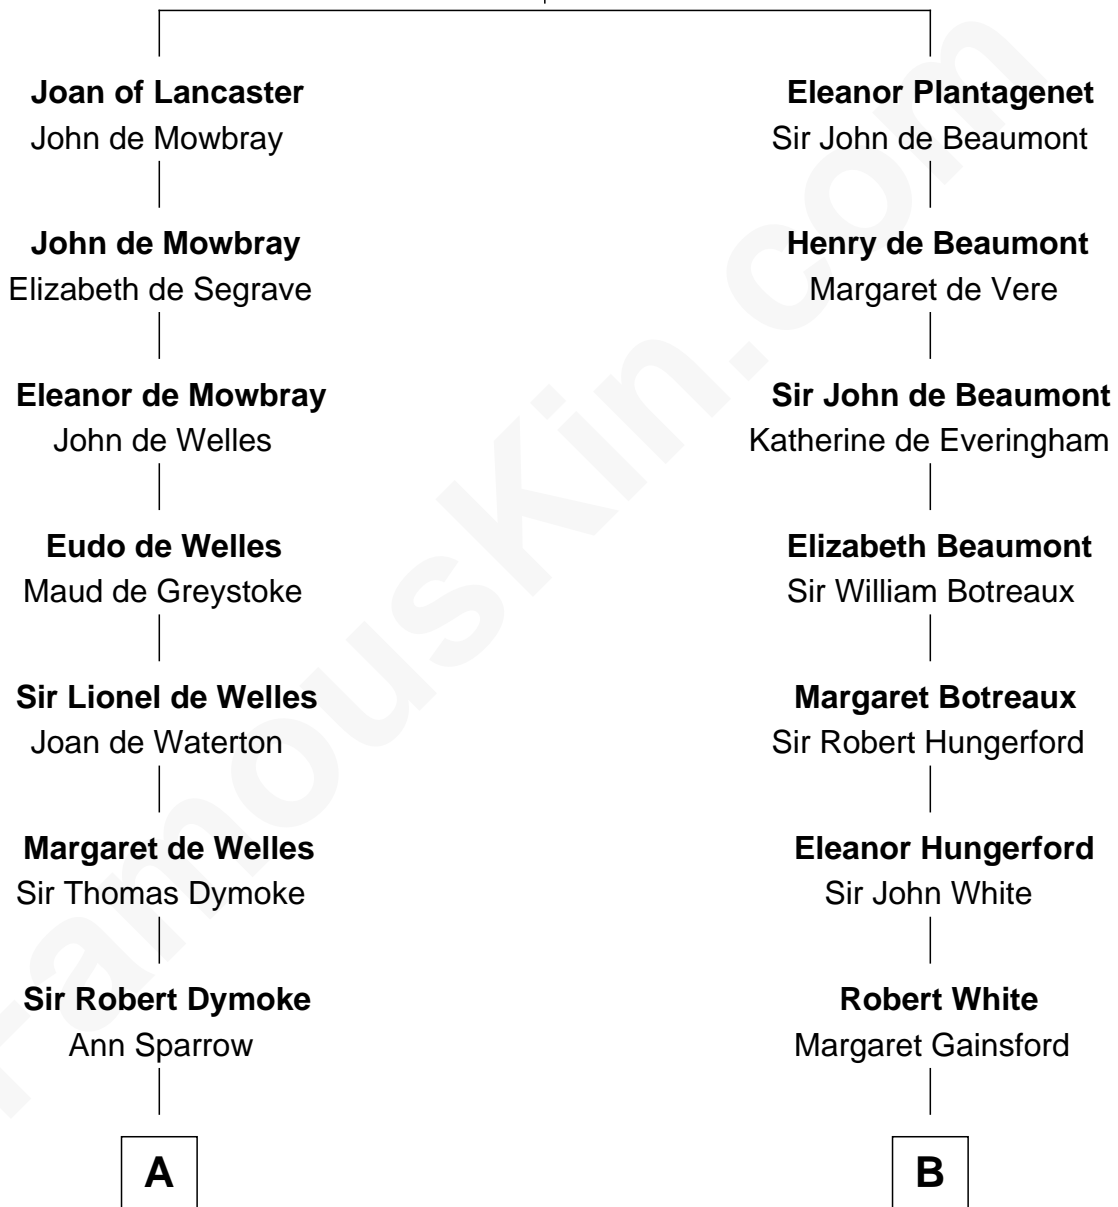 Joan of Lancaster
John de Mowbray
John de Mowbray
Elizabeth de Segrave
Eleanor de Mowbray
John de Welles
Eudo de Welles
Maud de Greystoke
Sir Lionel de Welles
Joan de Waterton
Margaret de Welles
Sir Thomas Dymoke
Sir Robert Dymoke
Ann Sparrow
A
Eleanor Plantagenet
Sir John de Beaumont
Henry de Beaumont
Margaret de Vere
Sir John de Beaumont
Katherine de Everingham
Elizabeth Beaumont
Sir William Botreaux
Margaret Botreaux
Sir Robert Hungerford
Eleanor Hungerford
Sir John White
Robert White
Margaret Gainsford
B
FamousKin.com